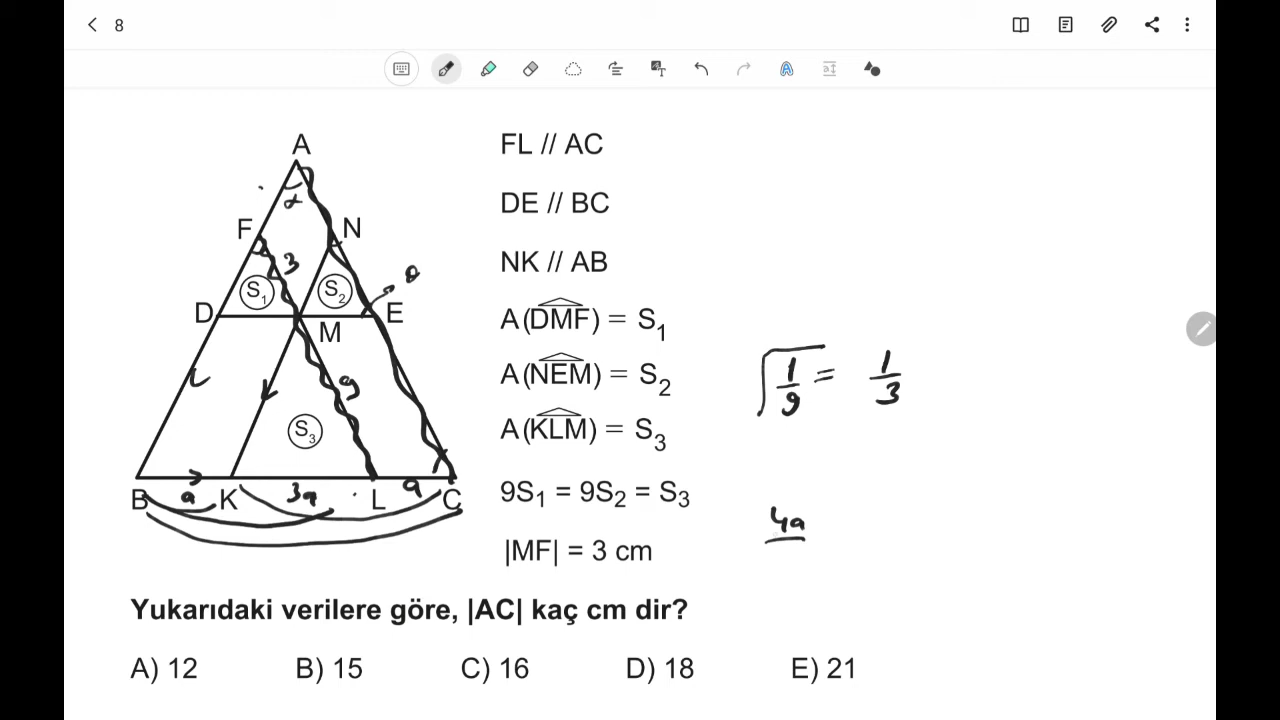 8
A
FL // AC
α
DE // BC
F
N
3
θ
NK // AB
S1
S2
D
E
M
A(DMF) = S1
A(NEM) = S2
9
√1/9 = 1/3
S3
A(KLM) = S3
B a K 3a L a C
9S1 = 9S2 = S3
4a
|MF| = 3 cm
Yukarıdaki verilere göre, |AC| kaç cm dir?
A) 12 B) 15 C) 16 D) 18 E) 21